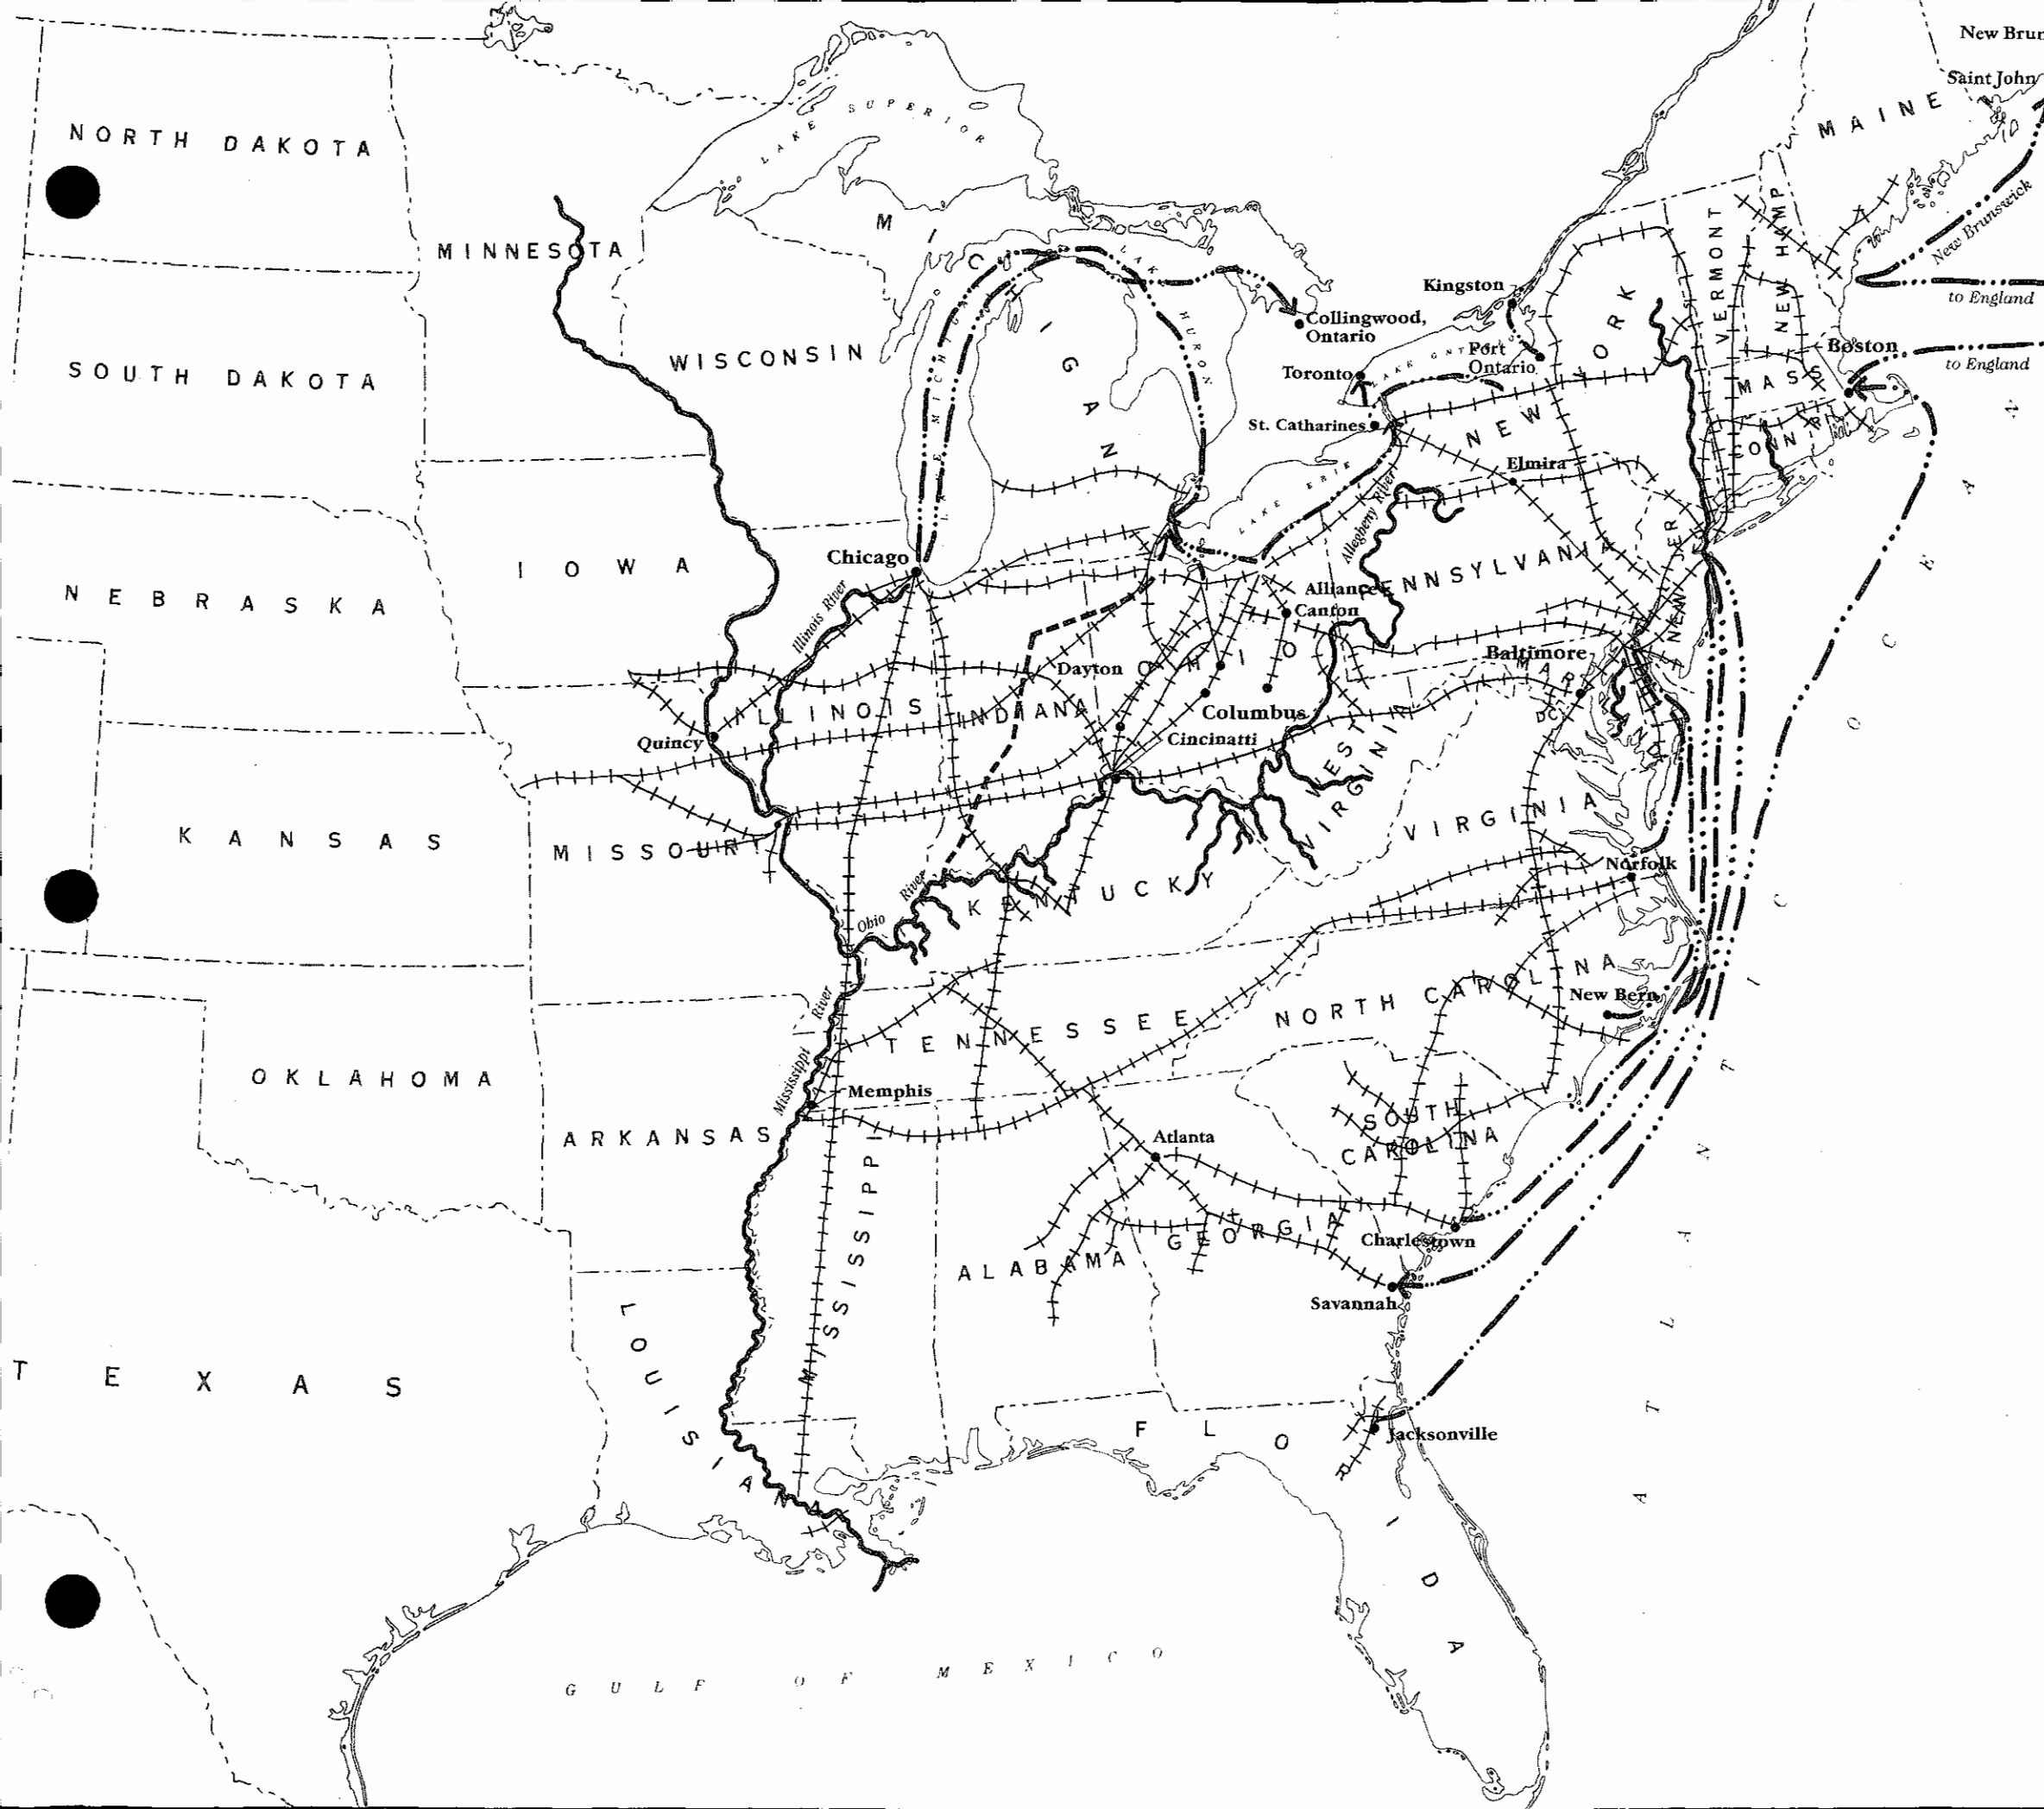 New Brun
Saint John
MAINE
LAKE SUPERIOR
NORTH DAKOTA
MINNESOTA
MICHIGAN
VERMONT
NEW HAMP
New Brunswick
to England
Kingston
Collingwood,
Ontario
LAKE HURON
LAKE MICHIGAN
WISCONSIN
SOUTH DAKOTA
Port
Ontario
LAKE ONTARIO
Toronto
Boston
to England
St. Catharines
NEW YORK
MASS
CONN
RI
Elmira
LAKE ERIE
Allegheny River
Chicago
IOWA
NEBRASKA
PENNSYLVANIA
NEW JER
Alliance
Canton
Illinois River
Dayton
OHIO
Baltimore
MARYLAND
DC
DEL
ILLINOIS
INDIANA
Columbus
Quincy
Cincinatti
WEST
VIRGINIA
KANSAS
MISSOURI
VIRGINIA
Norfolk
KENTUCKY
Ohio River
Mississippi River
TENNESSEE
NORTH CAROLINA
New Bern
OKLAHOMA
Memphis
ARKANSAS
SOUTH
CAROLINA
Atlanta
MISSISSIPPI
ALABAMA
GEORGIA
Charlestown
Savannah
LOUISIANA
TEXAS
FLORIDA
Jacksonville
ATLANTIC OCEAN
GULF OF MEXICO